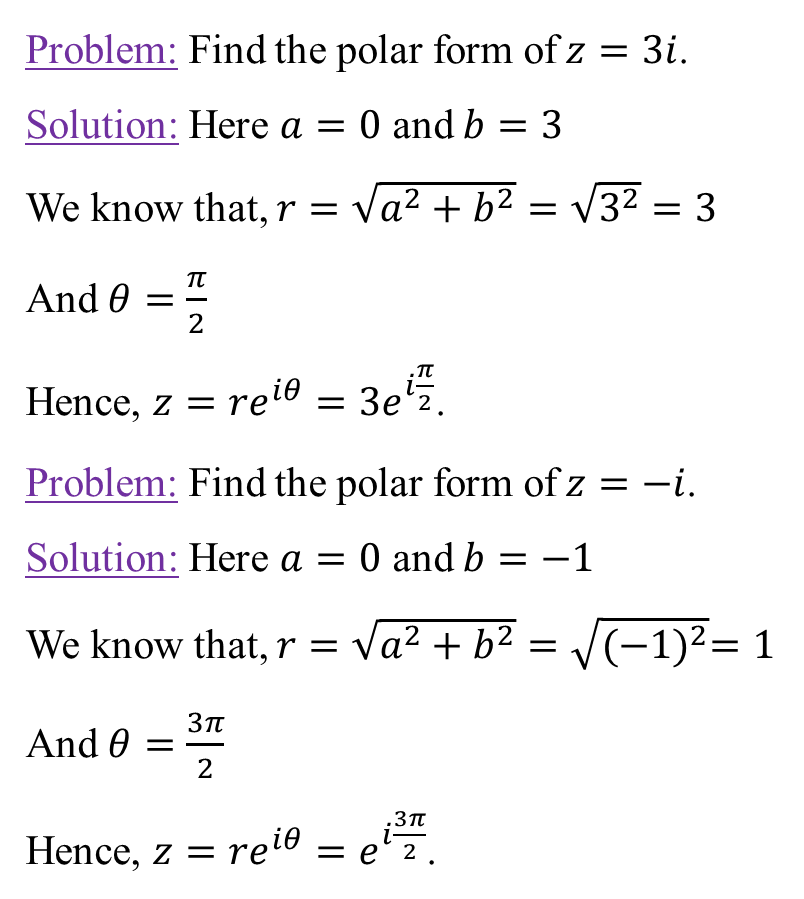 Problem: Find the polar form of z = 3i.
Solution: Here a = 0 and b = 3
We know that, r = √(a² + b²) = √(3²) = 3
And θ = π/2
Hence, z = re^{iθ} = 3e^{iπ/2}.
Problem: Find the polar form of z = −i.
Solution: Here a = 0 and b = −1
We know that, r = √(a² + b²) = √((−1)²) = 1
And θ = 3π/2
Hence, z = re^{iθ} = e^{i3π/2}.